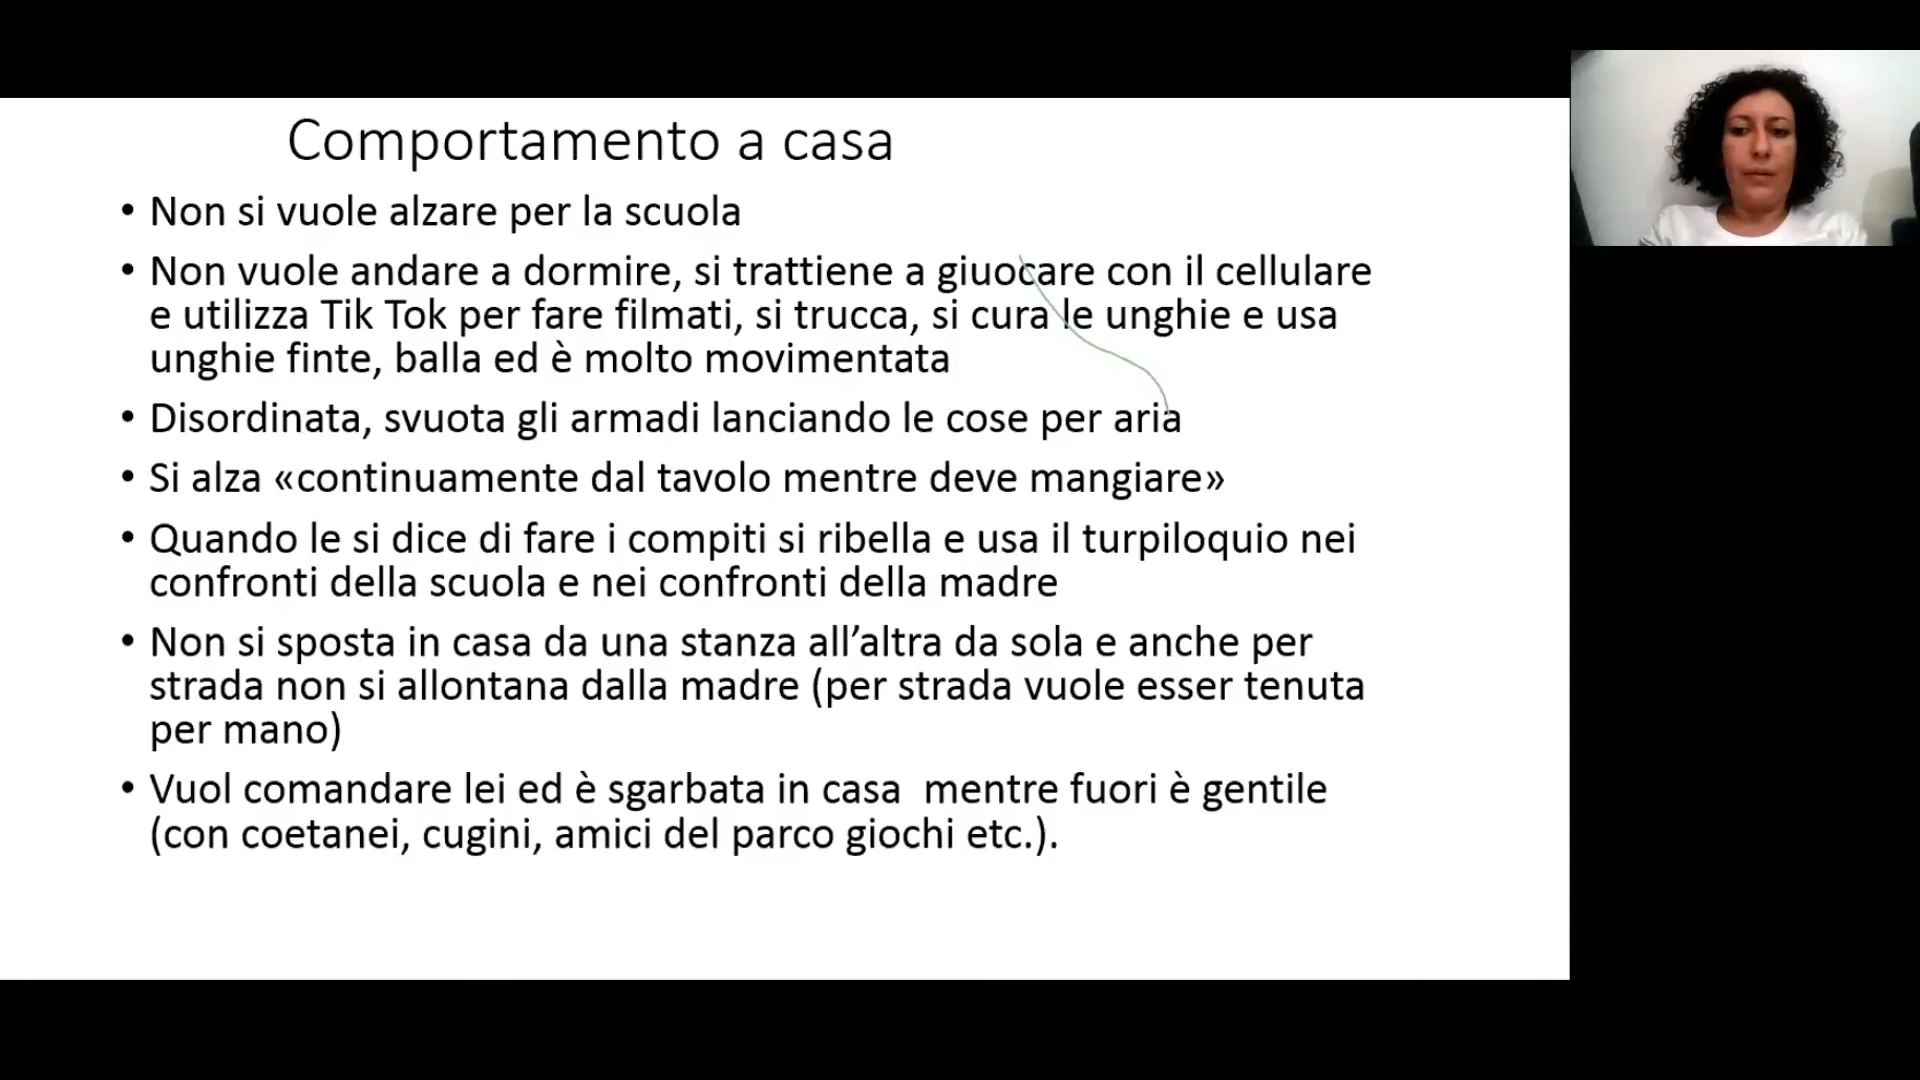 Comportamento a casa
• Non si vuole alzare per la scuola
• Non vuole andare a dormire, si trattiene a giuocare con il cellulare
e utilizza Tik Tok per fare filmati, si trucca, si cura le unghie e usa
unghie finte, balla ed è molto movimentata
• Disordinata, svuota gli armadi lanciando le cose per aria
• Si alza «continuamente dal tavolo mentre deve mangiare»
• Quando le si dice di fare i compiti si ribella e usa il turpiloquio nei
confronti della scuola e nei confronti della madre
• Non si sposta in casa da una stanza all’altra da sola e anche per
strada non si allontana dalla madre (per strada vuole esser tenuta
per mano)
• Vuol comandare lei ed è sgarbata in casa  mentre fuori è gentile
(con coetanei, cugini, amici del parco giochi etc.).